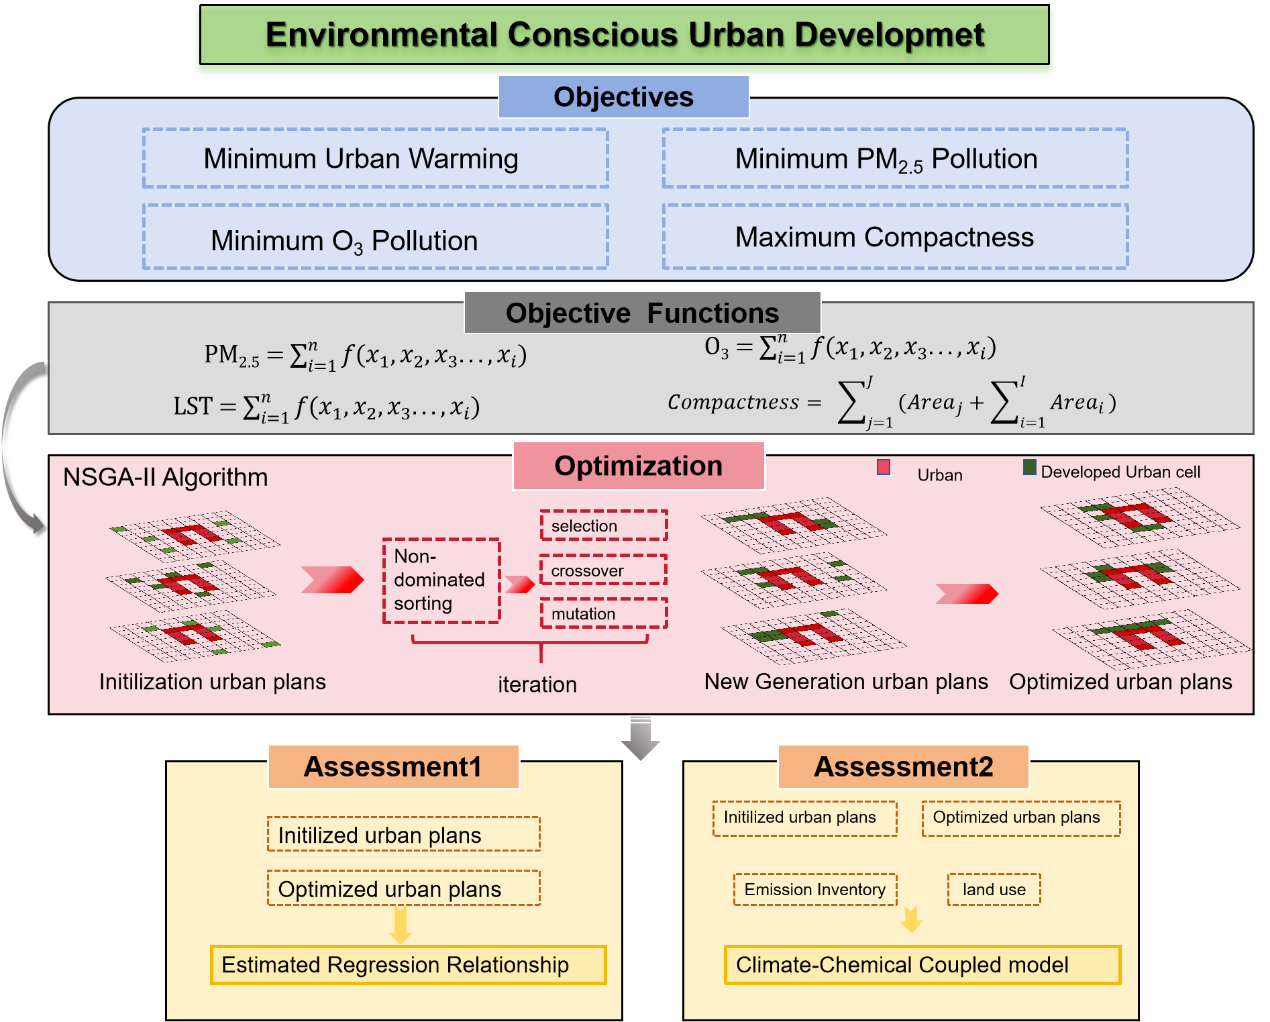 Environmental Conscious Urban Developmet
Objectives
Minimum Urban Warming
Minimum PM2.5 Pollution
Minimum O3 Pollution
Maximum Compactness
Objective Functions
PM2.5 = ∑ⁿᵢ₌₁ f(x1, x2, x3..., xi)
O3 = ∑ⁿᵢ₌₁ f(x1, x2, x3..., xi)
LST = ∑ⁿᵢ₌₁ f(x1, x2, x3..., xi)
Compactness = ∑ᴶⱼ₌₁ (Areaj + ∑ᴵᵢ₌₁ Areai)
Optimization
NSGA-II Algorithm
Urban
Developed Urban cell
Non-
dominated
sorting
selection
crossover
mutation
iteration
Initilization urban plans
New Generation urban plans
Optimized urban plans
Assessment1
Initilized urban plans
Optimized urban plans
Estimated Regression Relationship
Assessment2
Initilized urban plans
Optimized urban plans
Emission Inventory
land use
Climate-Chemical Coupled model